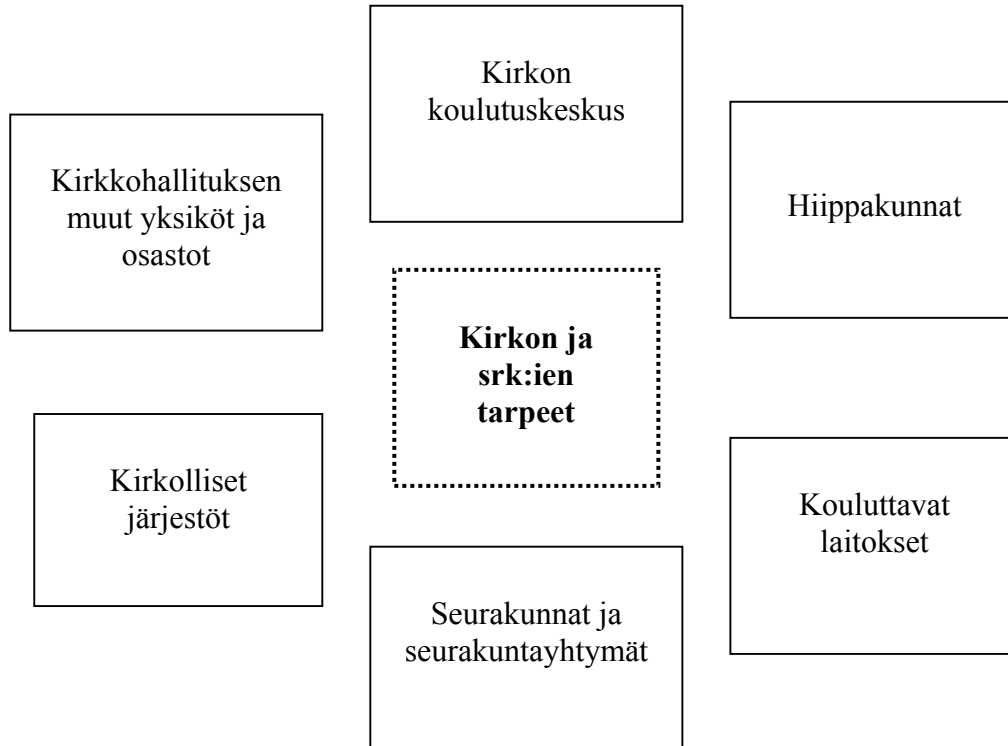 Kirkon
koulutuskeskus
Kirkkohallituksen
muut yksiköt ja
osastot
Hiippakunnat
Kirkon ja
srk:ien
tarpeet
Kirkolliset
järjestöt
Kouluttavat
laitokset
Seurakunnat ja
seurakuntayhtymät